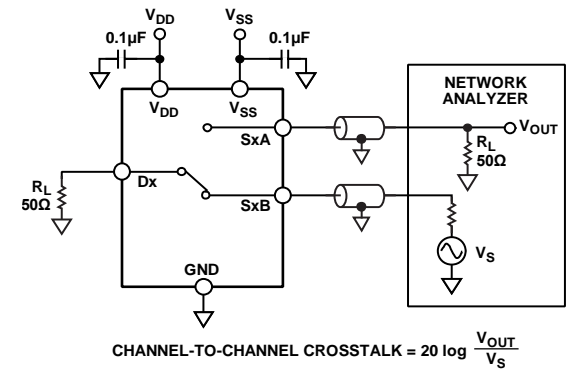 VDD
VSS
0.1µF
0.1µF
VDD
VSS
NETWORK
ANALYZER
SxA
VOUT
RL
50Ω
Dx
RL
50Ω
SxB
VS
GND
CHANNEL-TO-CHANNEL CROSSTALK = 20 log VOUT/VS